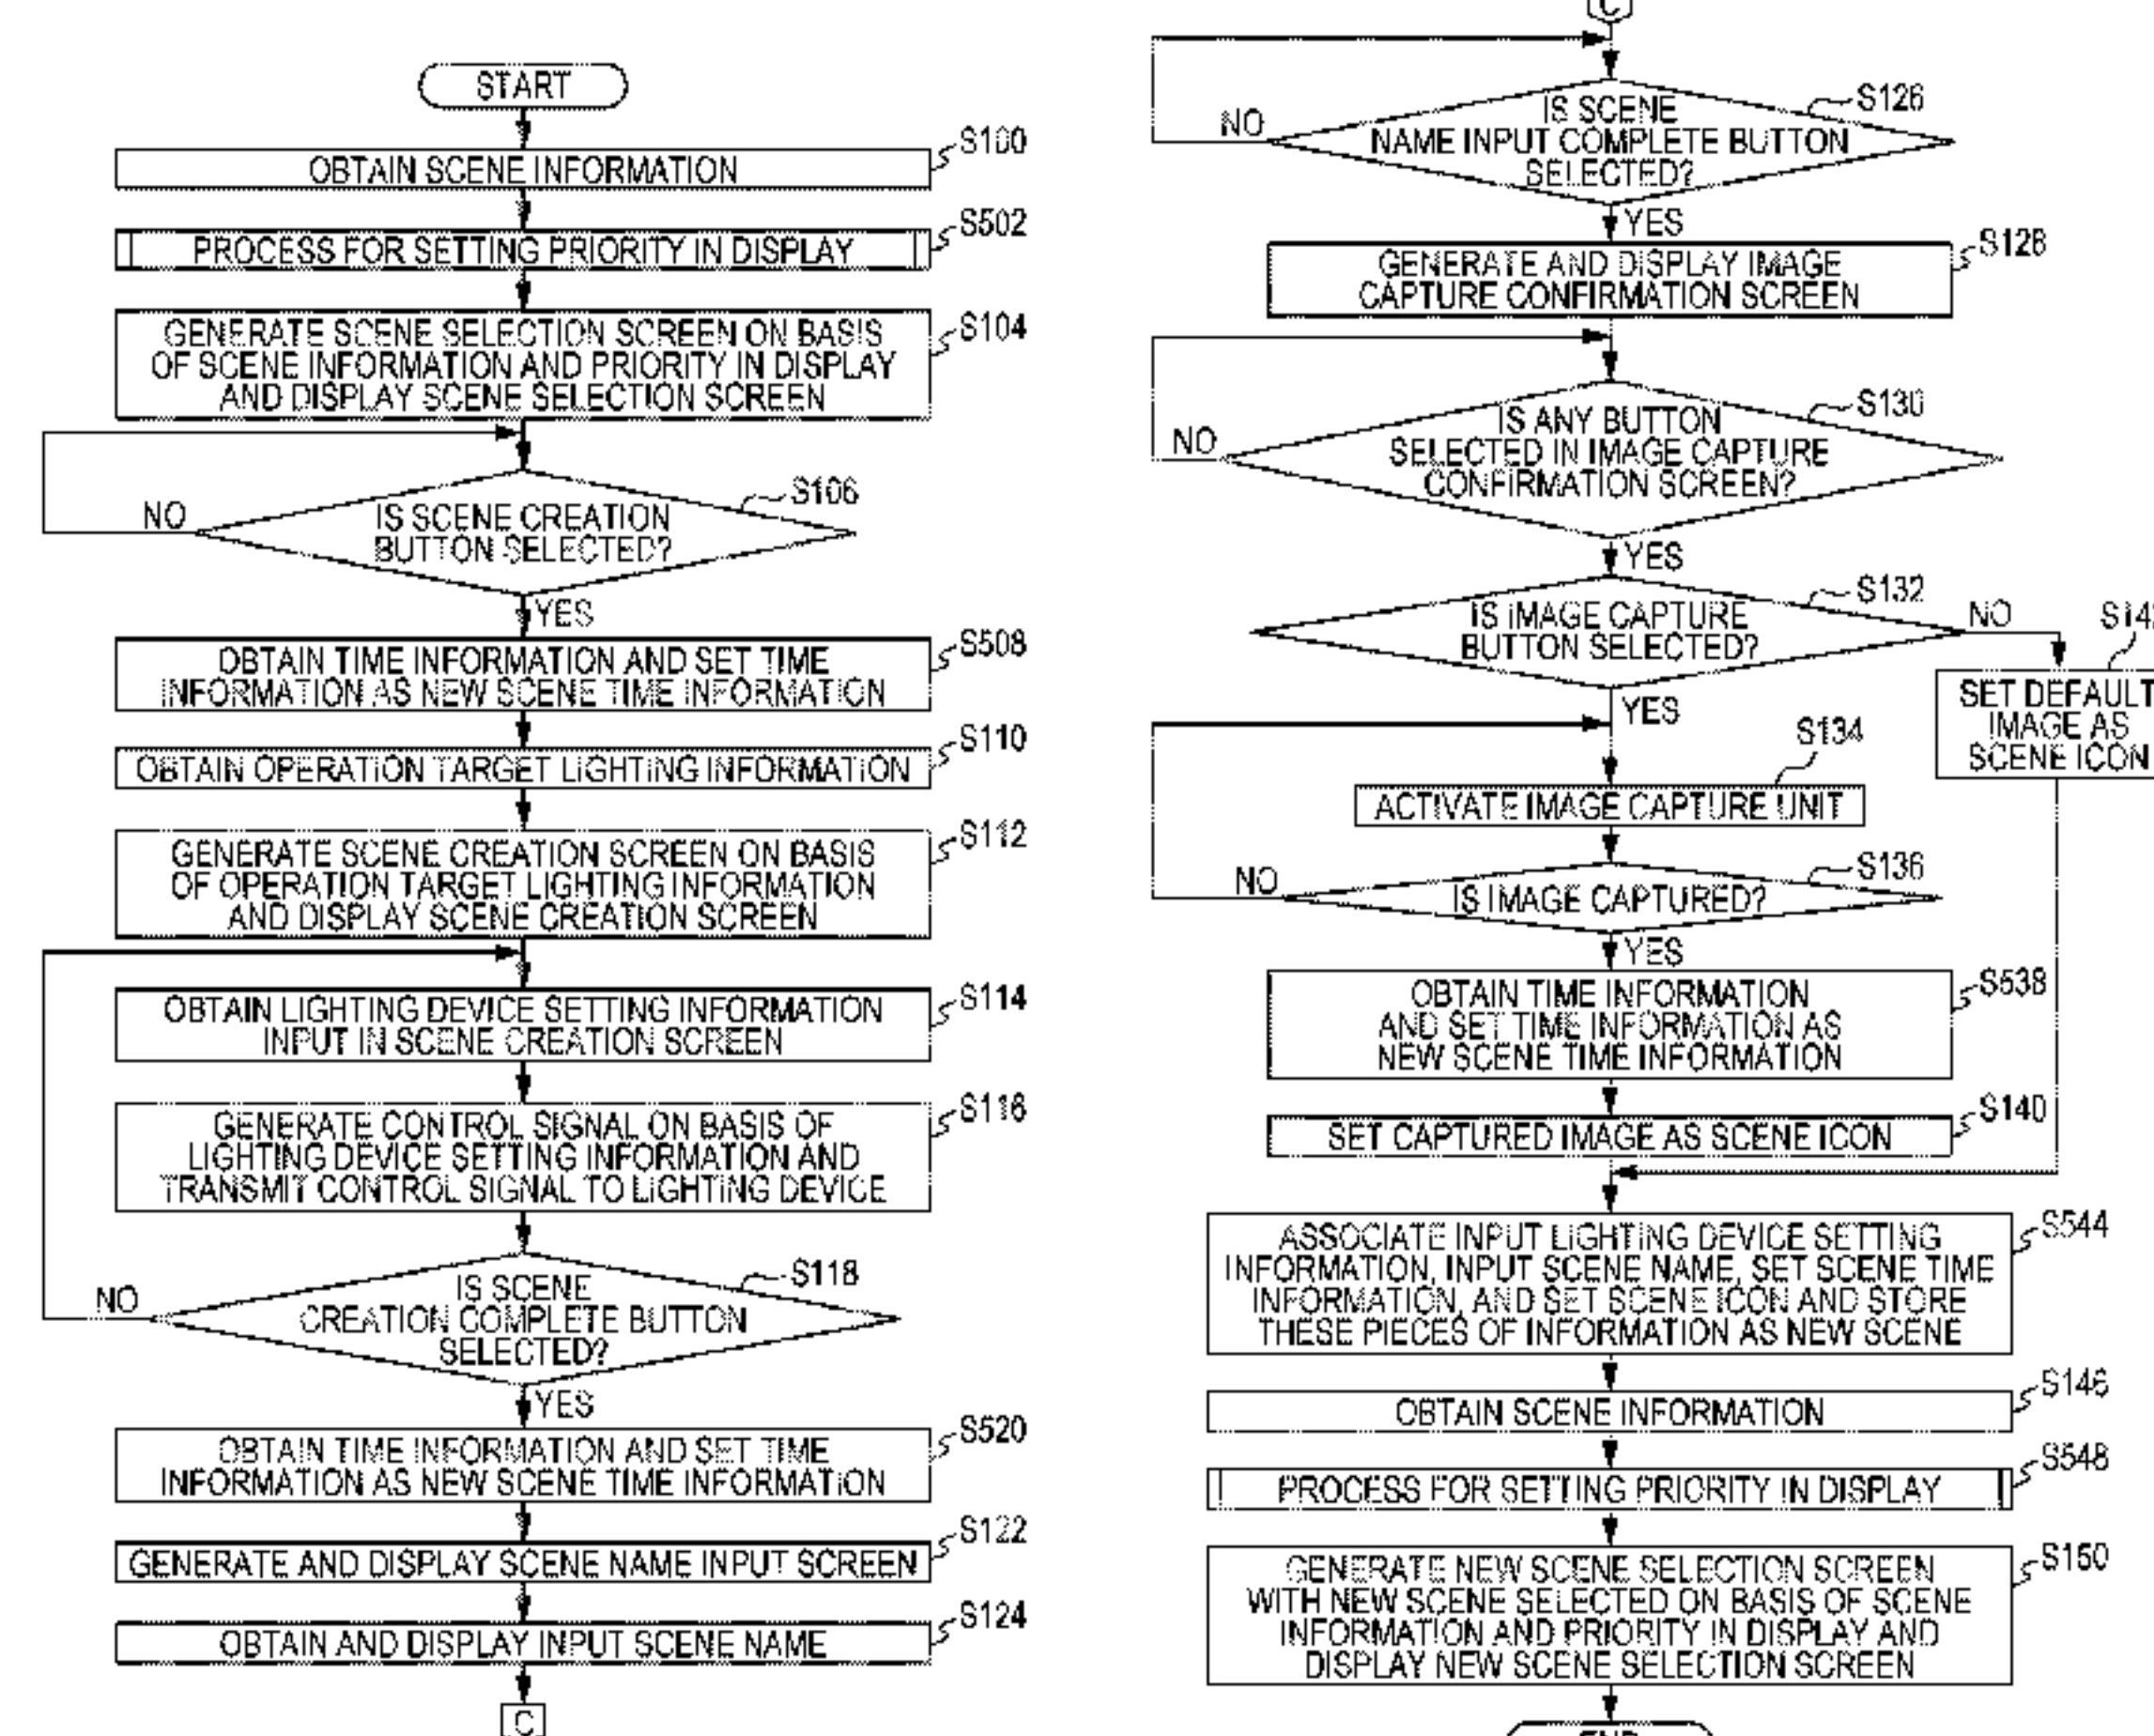 START
OBTAIN SCENE INFORMATION
S100
PROCESS FOR SETTING PRIORITY IN DISPLAY
S502
GENERATE SCENE SELECTION SCREEN ON BASIS
OF SCENE INFORMATION AND PRIORITY IN DISPLAY
AND DISPLAY SCENE SELECTION SCREEN
S104
IS SCENE CREATION
BUTTON SELECTED?
S106
NO
YES
OBTAIN TIME INFORMATION AND SET TIME
INFORMATION AS NEW SCENE TIME INFORMATION
S508
OBTAIN OPERATION TARGET LIGHTING INFORMATION
S110
GENERATE SCENE CREATION SCREEN ON BASIS
OF OPERATION TARGET LIGHTING INFORMATION
AND DISPLAY SCENE CREATION SCREEN
S112
OBTAIN LIGHTING DEVICE SETTING INFORMATION
INPUT IN SCENE CREATION SCREEN
S114
GENERATE CONTROL SIGNAL ON BASIS OF
LIGHTING DEVICE SETTING INFORMATION AND
TRANSMIT CONTROL SIGNAL TO LIGHTING DEVICE
S116
IS SCENE
CREATION COMPLETE BUTTON
SELECTED?
S118
NO
YES
OBTAIN TIME INFORMATION AND SET TIME
INFORMATION AS NEW SCENE TIME INFORMATION
S520
GENERATE AND DISPLAY SCENE NAME INPUT SCREEN
S122
OBTAIN AND DISPLAY INPUT SCENE NAME
S124
C
C
IS SCENE
NAME INPUT COMPLETE BUTTON
SELECTED?
S126
NO
YES
GENERATE AND DISPLAY IMAGE
CAPTURE CONFIRMATION SCREEN
S128
IS ANY BUTTON
SELECTED IN IMAGE CAPTURE
CONFIRMATION SCREEN?
S130
NO
YES
IS IMAGE CAPTURE
BUTTON SELECTED?
S132
NO
YES
SET DEFAULT
IMAGE AS
SCENE ICON
ACTIVATE IMAGE CAPTURE UNIT
S134
IS IMAGE CAPTURED?
S136
NO
YES
OBTAIN TIME INFORMATION
AND SET TIME INFORMATION AS
NEW SCENE TIME INFORMATION
S538
SET CAPTURED IMAGE AS SCENE ICON
S140
ASSOCIATE INPUT LIGHTING DEVICE SETTING
INFORMATION, INPUT SCENE NAME, SET SCENE TIME
INFORMATION, AND SET SCENE ICON AND STORE
THESE PIECES OF INFORMATION AS NEW SCENE
S544
OBTAIN SCENE INFORMATION
S146
PROCESS FOR SETTING PRIORITY IN DISPLAY
S548
GENERATE NEW SCENE SELECTION SCREEN
WITH NEW SCENE SELECTED ON BASIS OF SCENE
INFORMATION AND PRIORITY IN DISPLAY AND
DISPLAY NEW SCENE SELECTION SCREEN
S150
END